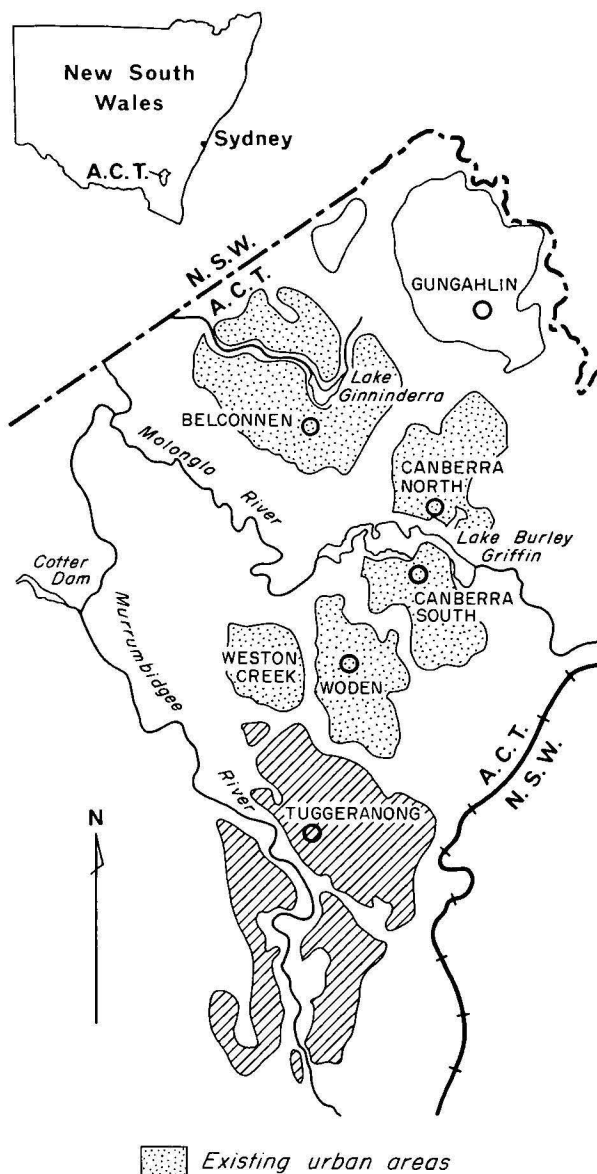 New South
Wales
Sydney
A.C.T.
N.S.W.
A.C.T.
GUNGAHLIN
Lake
Ginninderra
BELCONNEN
Molonglo
River
CANBERRA
NORTH
Lake Burley
Griffin
Cotter
Dam
CANBERRA
SOUTH
Murrumbidgee
River
WESTON
CREEK
WODEN
A.C.T.
N.S.W.
N
TUGGERANONG
Existing urban areas